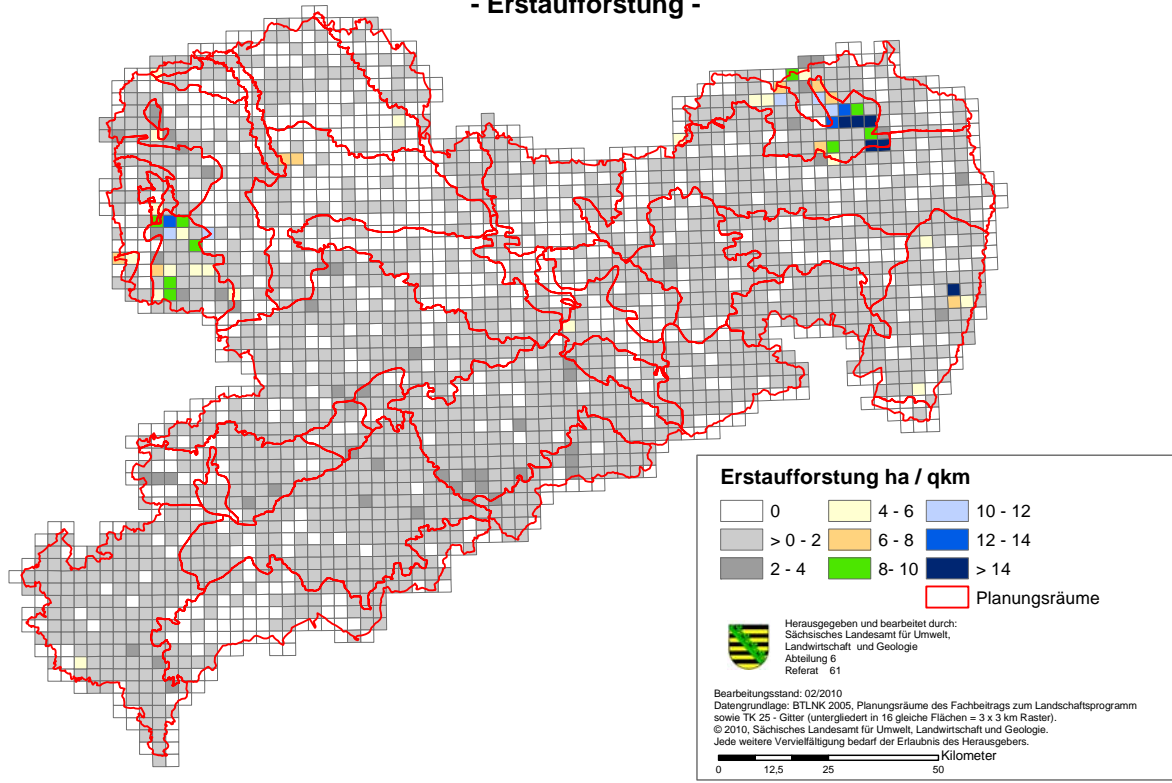 - Erstaufforstung -
Erstaufforstung ha / qkm
0
> 0 - 2
2 - 4
4 - 6
6 - 8
8- 10
10 - 12
12 - 14
> 14
Planungsräume
Herausgegeben und bearbeitet durch:
Sächsisches Landesamt für Umwelt,
Landwirtschaft und Geologie
Abteilung 6
Referat 61
Bearbeitungsstand: 02/2010
Datengrundlage: BTLNK 2005, Planungsräume des Fachbeitrags zum Landschaftsprogramm
sowie TK 25 - Gitter (untergliedert in 16 gleiche Flächen = 3 x 3 km Raster).
© 2010, Sächsisches Landesamt für Umwelt, Landwirtschaft und Geologie.
Jede weitere Vervielfältigung bedarf der Erlaubnis des Herausgebers.
Kilometer
0 12,5 25 50